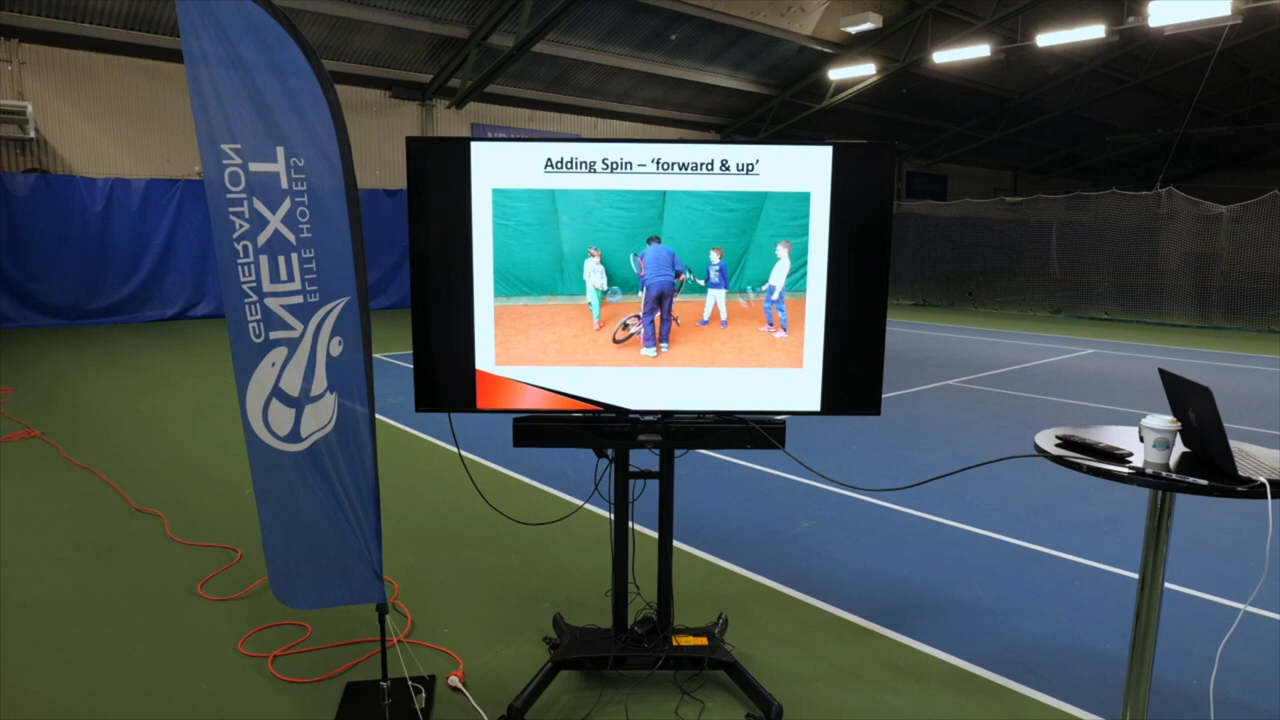 Adding Spin – ‘forward & up’
NEXT
GENERATION
ELITE HOTELS